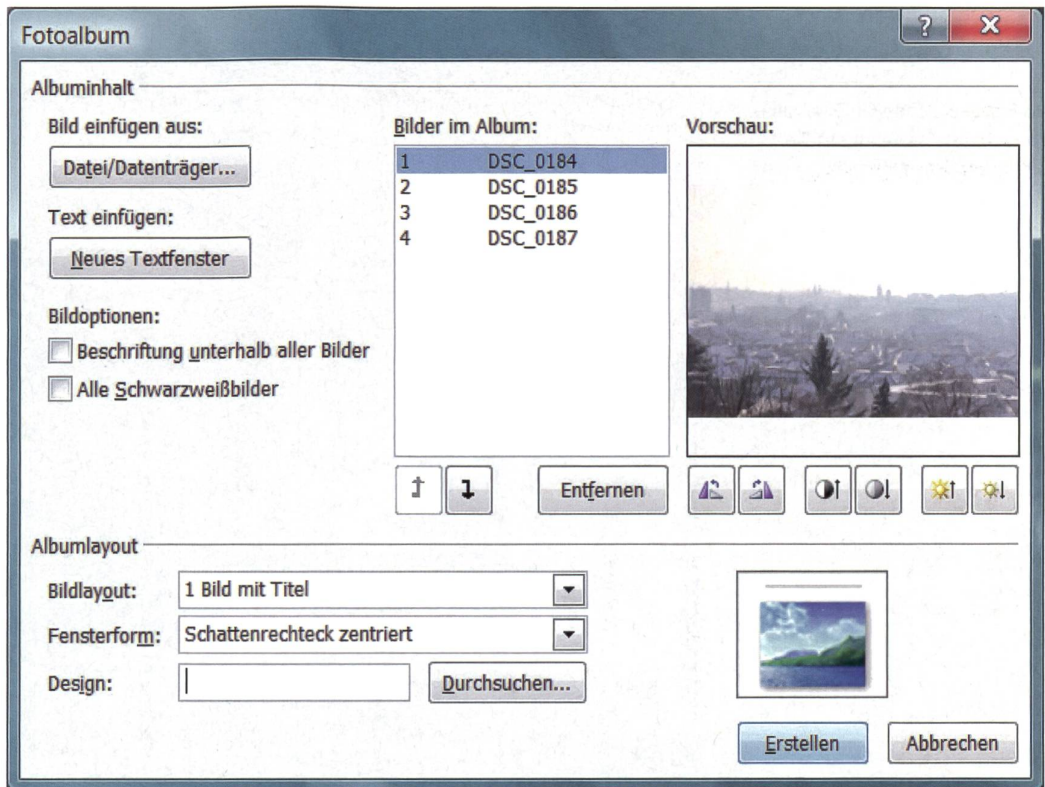 Fotoalbum
Albuminhalt
Bild einfügen aus:
Datei/Datenträger...
Text einfügen:
Neues Textfenster
Bildoptionen:
Beschriftung unterhalb aller Bilder
Alle Schwarzweißbilder
Bilder im Album:
1 DSC_0184
2 DSC_0185
3 DSC_0186
4 DSC_0187
Entfernen
Vorschau:
Albumlayout
Bildlayout: 1 Bild mit Titel
Fensterform: Schattenrechteck zentriert
Design:
Durchsuchen...
Erstellen
Abbrechen